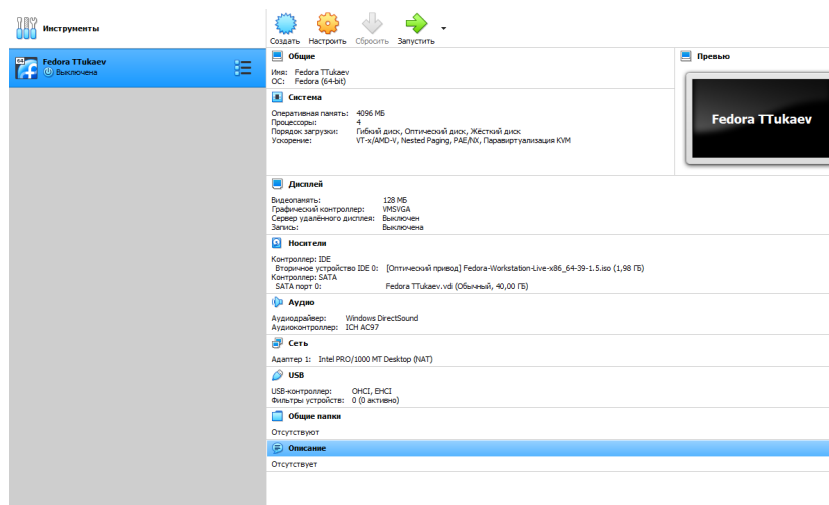 Инструменты
Создать Настроить Сбросить Запустить
64 Fedora TTukaev
Выключена
Общие
Имя: Fedora TTukaev
ОС: Fedora (64-bit)
Превью
Fedora TTukaev
Система
Оперативная память: 4096 МБ
Процессоры: 4
Порядок загрузки: Гибкий диск, Оптический диск, Жёсткий диск
Ускорение: VT-x/AMD-V, Nested Paging, PAE/NX, Паравиртуализация KVM
Дисплей
Видеопамять: 128 МБ
Графический контроллер: VMSVGA
Сервер удалённого дисплея: Выключен
Запись: Выключена
Носители
Контроллер: IDE
Вторичное устройство IDE 0: [Оптический привод] Fedora-Workstation-Live-x86_64-39-1.5.iso (1,98 ГБ)
Контроллер: SATA
SATA порт 0: Fedora TTukaev.vdi (Обычный, 40,00 ГБ)
Аудио
Аудиодрайвер: Windows DirectSound
Аудиоконтроллер: ICH AC97
Сеть
Адаптер 1: Intel PRO/1000 MT Desktop (NAT)
USB
USB-контроллер: OHCI, EHCI
Фильтры устройств: 0 (0 активно)
Общие папки
Отсутствуют
Описание
Отсутствует